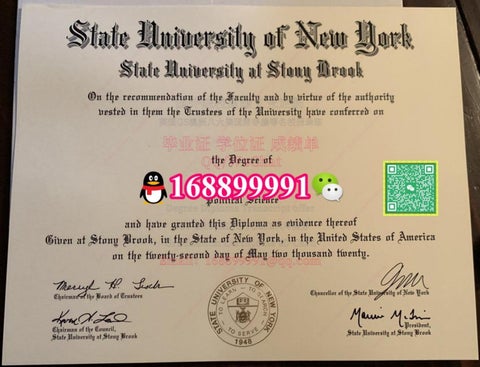 State University of New York
State University at Stony Brook
On the recommendation of the Faculty and by virtue of the authority
vested in them the Trustees of the University have conferred on
毕业证 学位证 成绩单
the Degree of
168899991
Political Science
and have granted this Diploma as evidence thereof
Given at Stony Brook, in the State of New York, in the United States of America
on the twenty-second day of May two thousand twenty.
Chairman of the Board of Trustees
Chancellor of the State University of New York
Chairman of the Council,
State University at Stony Brook
President,
State University at Stony Brook
STATE UNIVERSITY OF NEW YORK
TO LEARN TO SEARCH
TO SERVE
1948